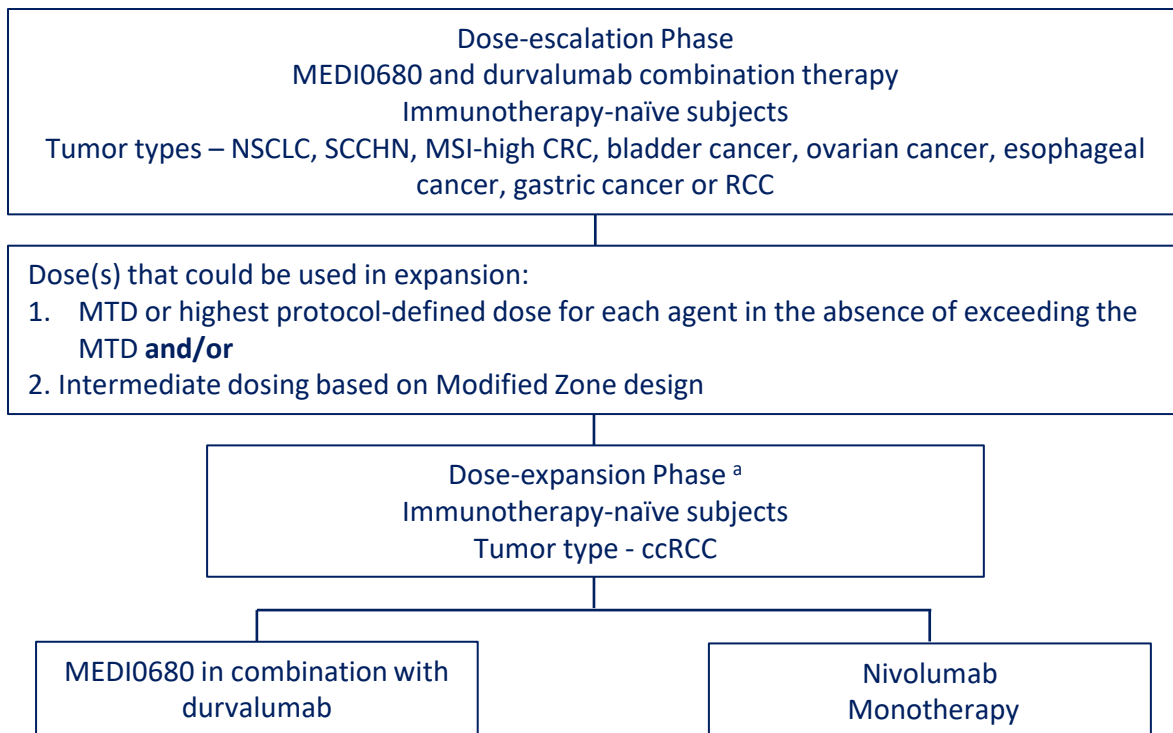 Dose-escalation Phase
MEDI0680 and durvalumab combination therapy
Immunotherapy-naïve subjects
Tumor types – NSCLC, SCCHN, MSI-high CRC, bladder cancer, ovarian cancer, esophageal
cancer, gastric cancer or RCC
Dose(s) that could be used in expansion:
1. MTD or highest protocol-defined dose for each agent in the absence of exceeding the
MTD and/or
2. Intermediate dosing based on Modified Zone design
Dose-expansion Phase a
Immunotherapy-naïve subjects
Tumor type - ccRCC
MEDI0680 in combination with
durvalumab
Nivolumab
Monotherapy